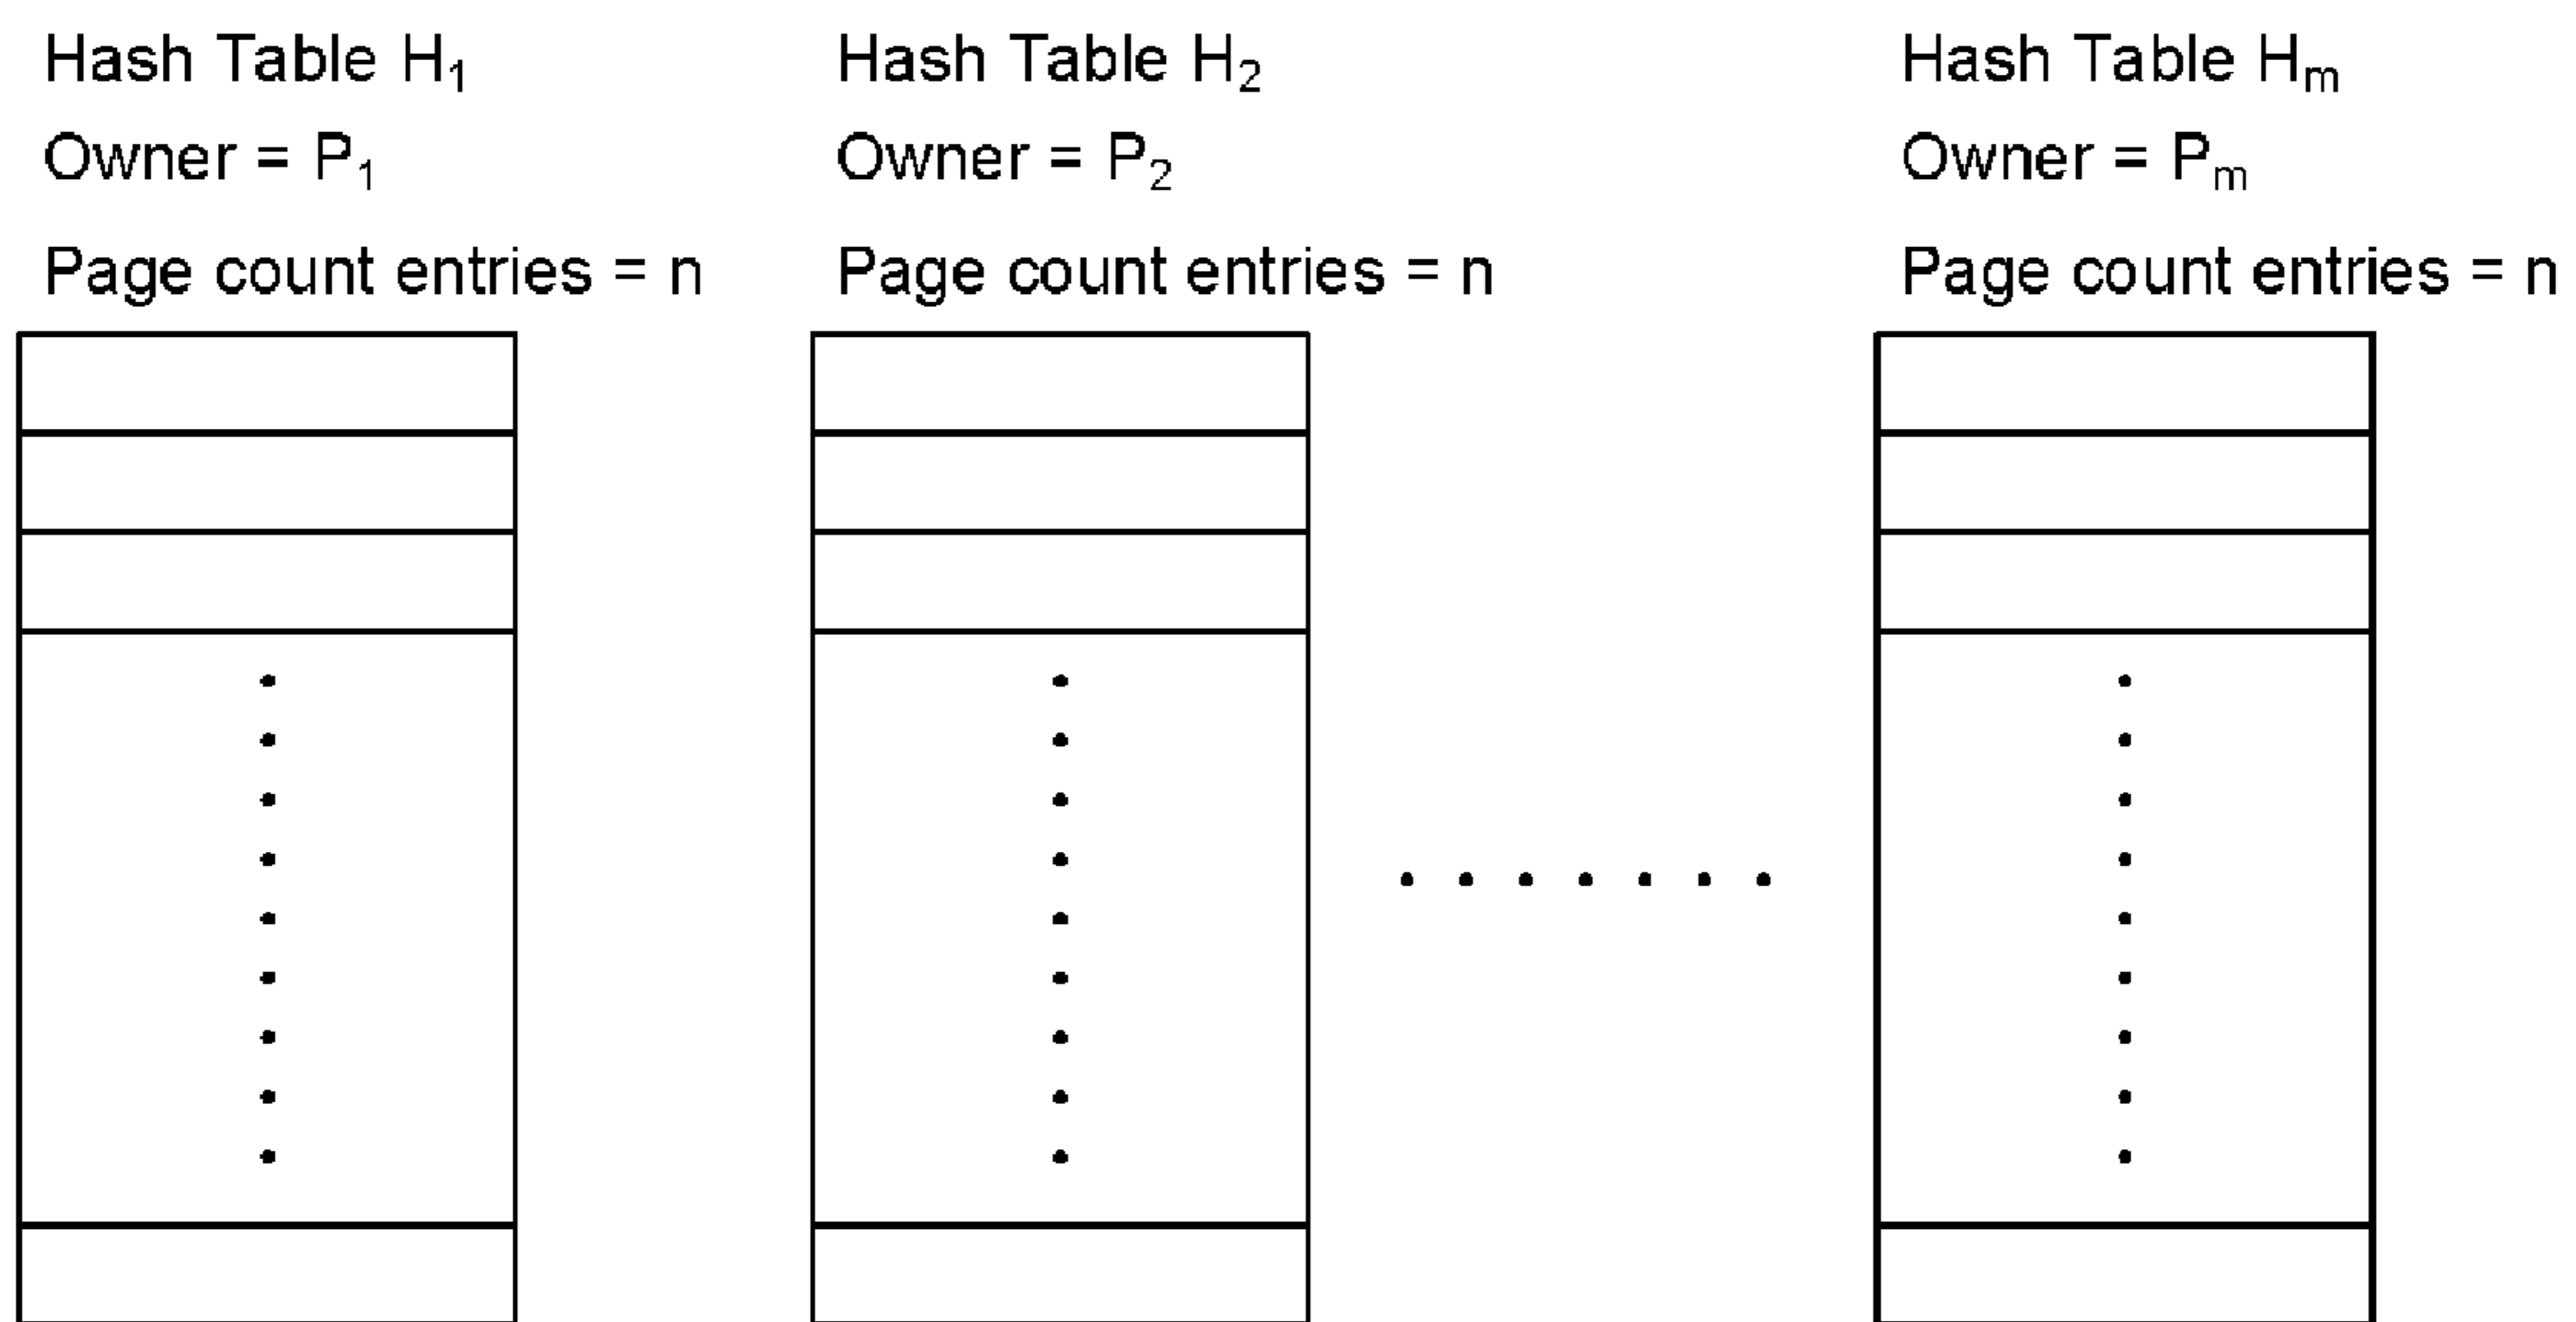 Hash Table H₁
Owner = P₁
Page count entries = n
Hash Table H₂
Owner = P₂
Page count entries = n
Hash Table Hₘ
Owner = Pₘ
Page count entries = n